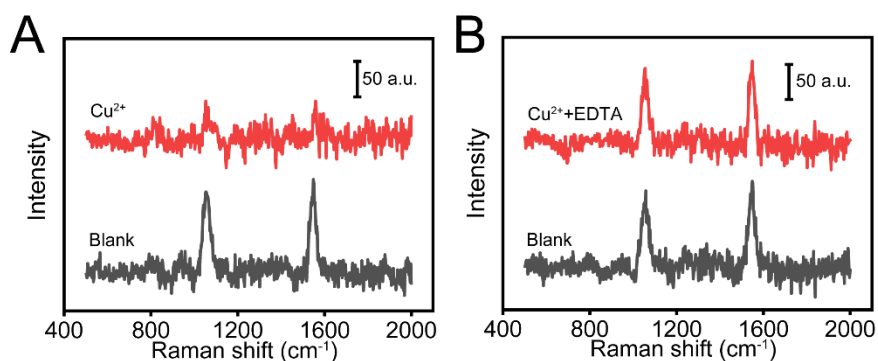 A
50 a.u.
Cu²⁺
Blank
Intensity
400 800 1200 1600 2000
Raman shift (cm⁻¹)
B
50 a.u.
Cu²⁺+EDTA
Blank
Intensity
400 800 1200 1600 2000
Raman shift (cm⁻¹)